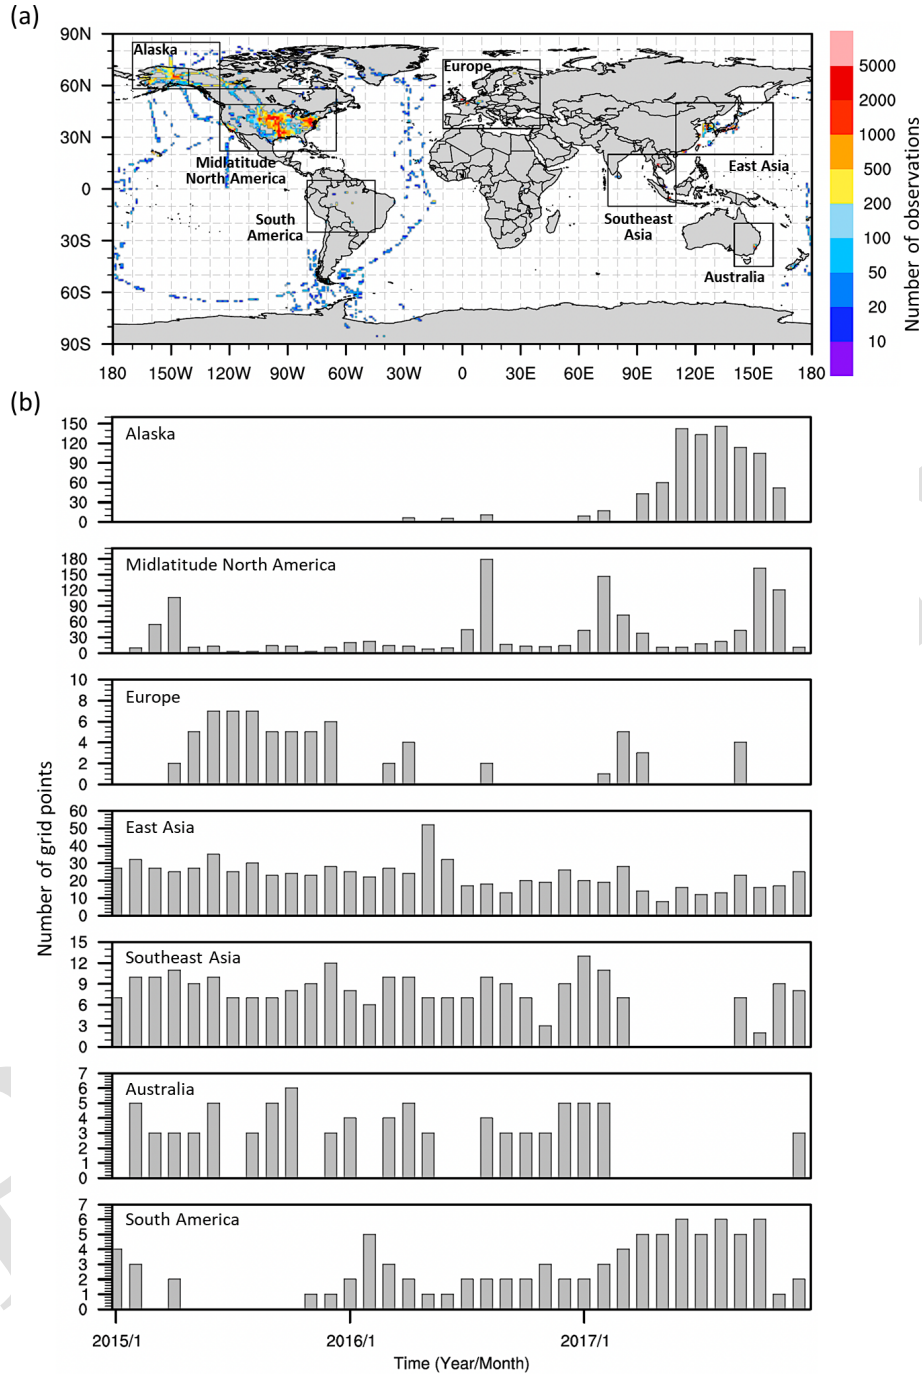 (a)
90N
60N
30N
0
30S
60S
90S
180 150W 120W 90W 60W 30W 0 30E 60E 90E 120E 150E 180
Alaska
Europe
Midlatitude
North America
East Asia
South
America
Southeast
Asia
Australia
5000
2000
1000
500
200
100
50
20
10
Number of observations
(b)
Number of grid points
Alaska
150
120
90
60
30
0
Midlatitude North America
180
150
120
90
60
30
0
Europe
10
8
6
4
2
0
East Asia
60
50
40
30
20
10
0
Southeast Asia
15
12
9
6
3
0
Australia
7
6
5
4
3
2
1
0
South America
7
6
5
4
3
2
1
0
2015/1 2016/1 2017/1
Time (Year/Month)